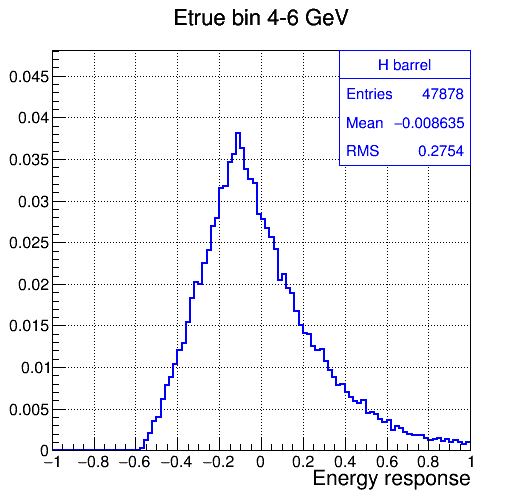 Etrue bin 4-6 GeV
H barrel
Entries 47878
Mean −0.008635
RMS 0.2754
0.045
0.04
0.035
0.03
0.025
0.02
0.015
0.01
0.005
0
−1 −0.8 −0.6 −0.4 −0.2 0 0.2 0.4 0.6 0.8 1
Energy response